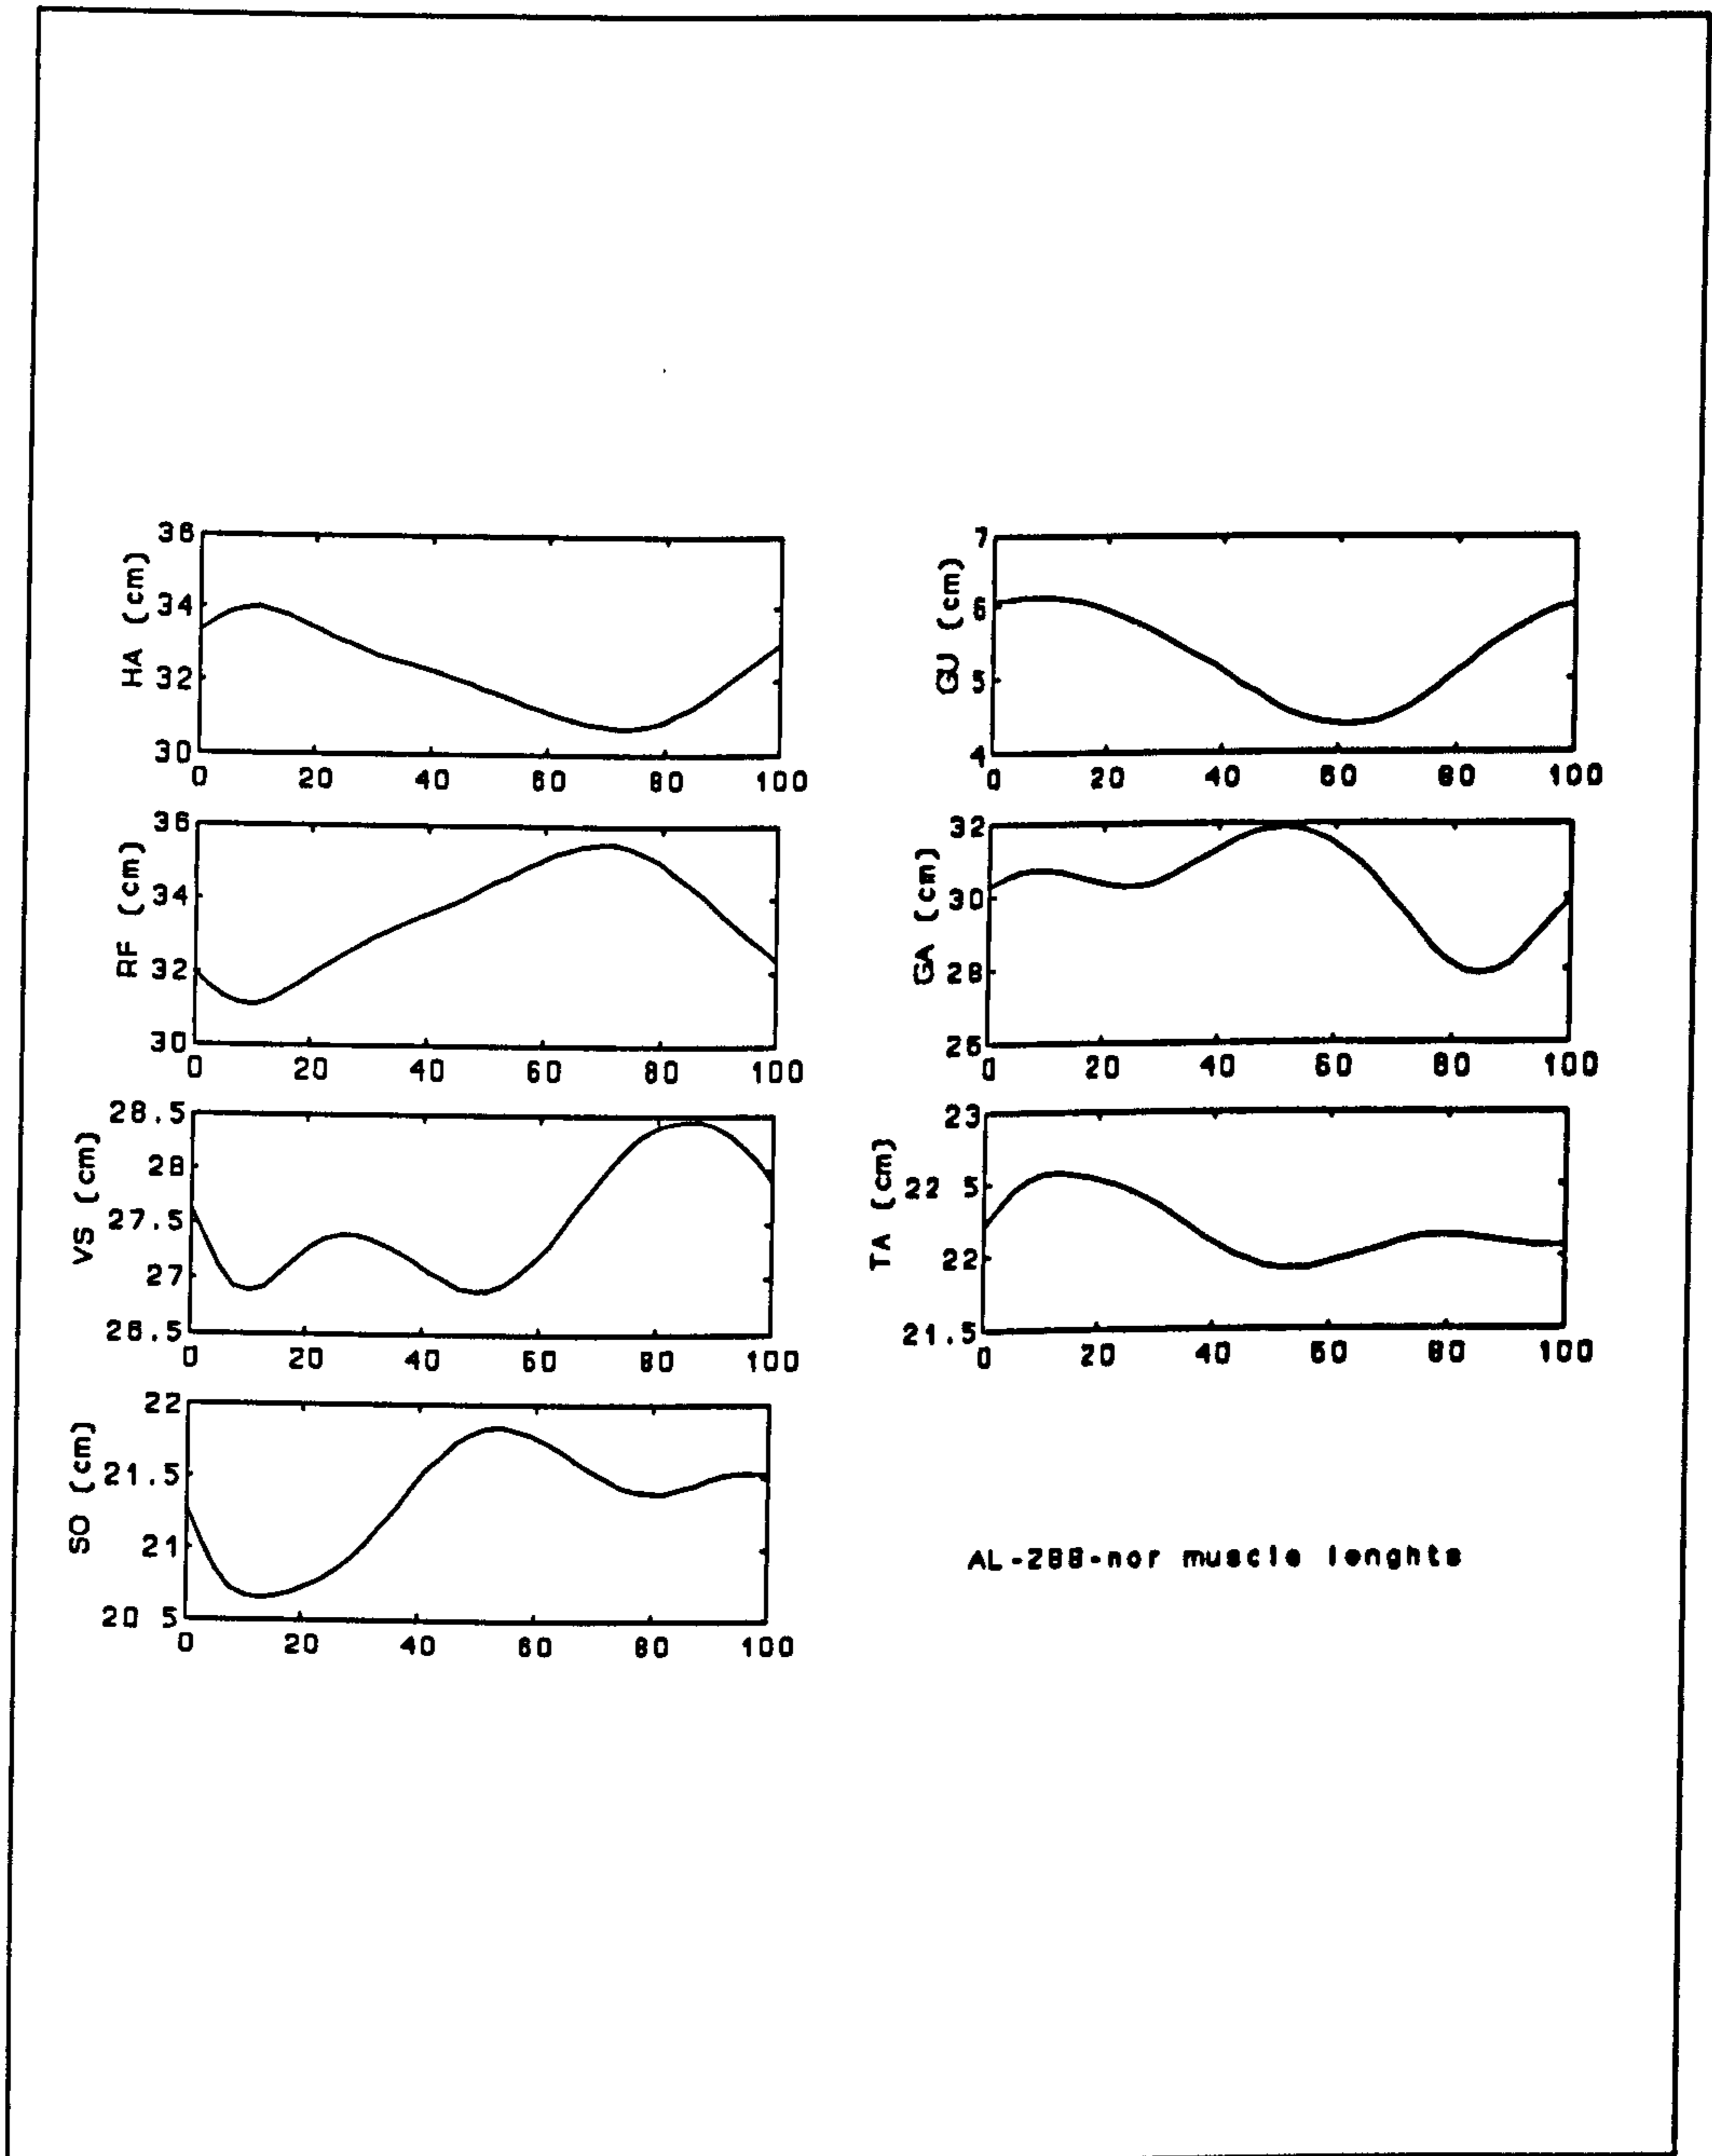 HA (cm)
36
34
32
30
0 20 40 60 80 100
GU (cm)
7
6
5
4
0 20 40 60 80 100
RF (cm)
36
34
32
30
0 20 40 60 80 100
GA (cm)
32
30
28
26
0 20 40 60 80 100
VS (cm)
28.5
28
27.5
27
26.5
0 20 40 60 80 100
TA (cm)
23
22 5
22
21.5
0 20 40 60 80 100
SO (cm)
22
21.5
21
20 5
0 20 40 60 80 100
AL-288-nor muscle lenghts